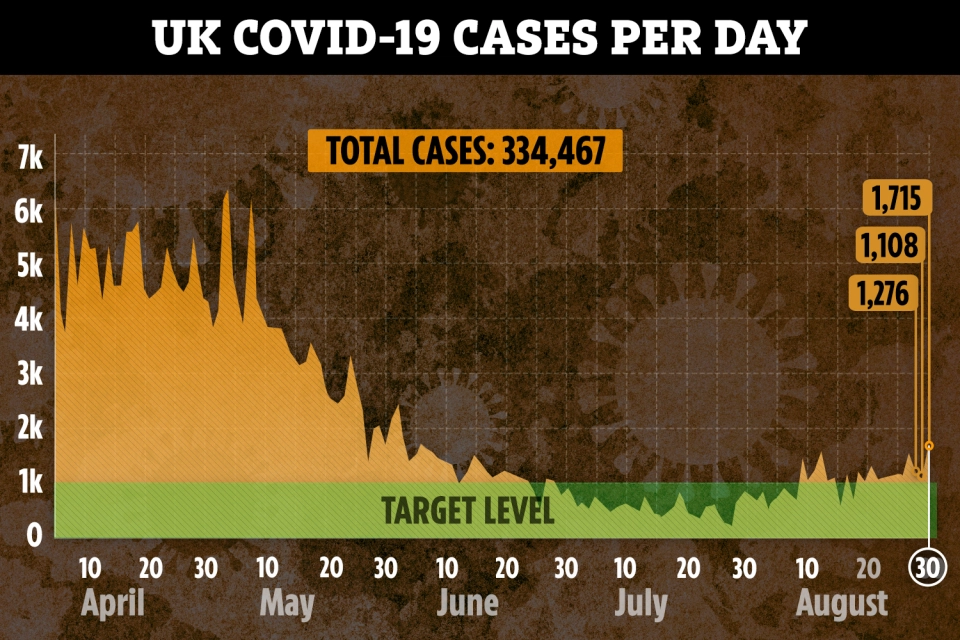 UK COVID-19 CASES PER DAY
TOTAL CASES: 334,467
7k
6k
5k
4k
3k
2k
1k
0
1,715
1,108
1,276
TARGET LEVEL
10 20 30 10 20 30 10 20 30 10 20 30 10 20 30
April May June July August